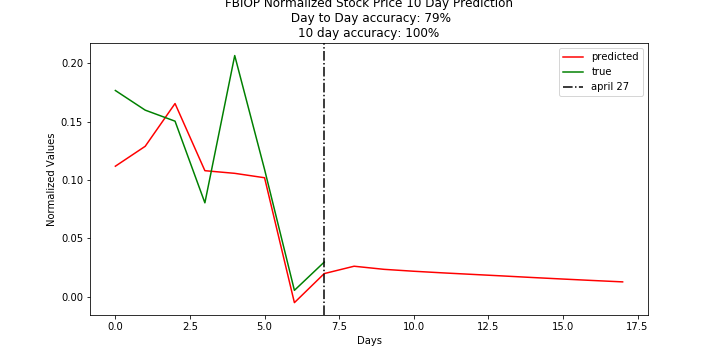 FBIOP Normalized Stock Price 10 Day Prediction
Day to Day accuracy: 79%
10 day accuracy: 100%
predicted
true
april 27
0.20
0.15
0.10
0.05
0.00
Normalized Values
0.0 2.5 5.0 7.5 10.0 12.5 15.0 17.5
Days